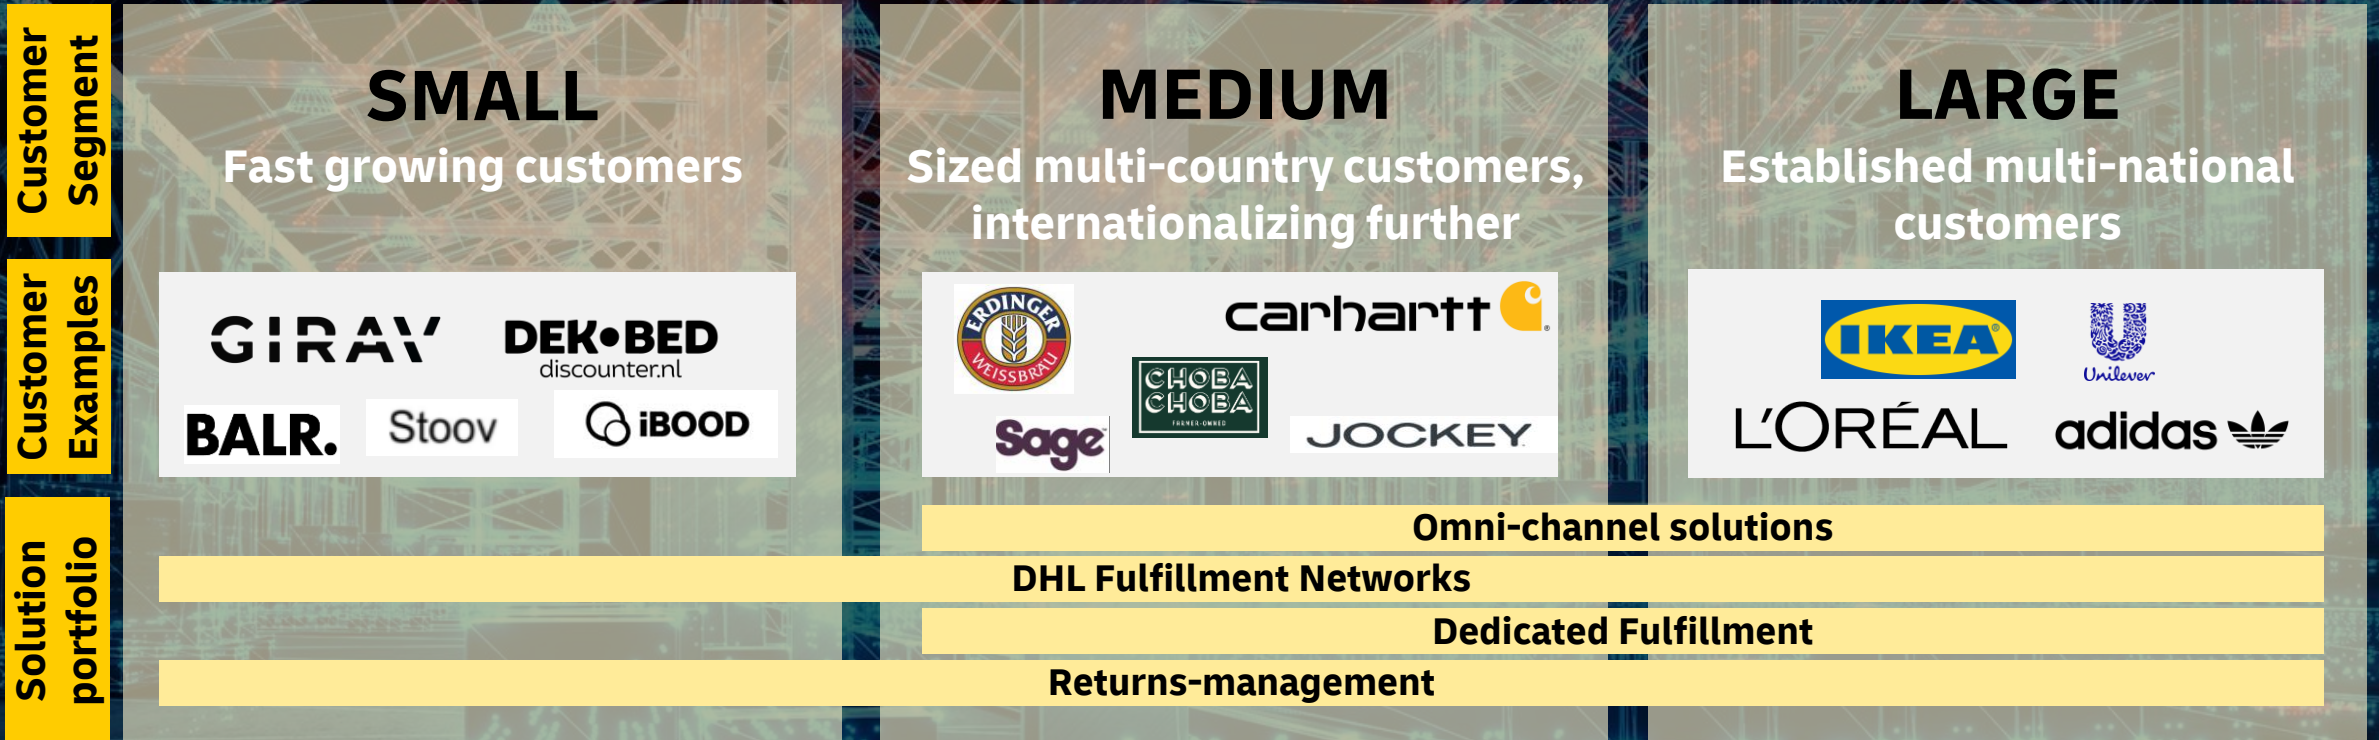 Customer
Segment
SMALL
Fast growing customers
MEDIUM
Sized multi-country customers,
internationalizing further
LARGE
Established multi-national
customers
Customer
Examples
GIRAV
DEK•BED
discounter.nl
BALR.
Stoov
iBOOD
ERDINGER
WEISSBRÄU
carhartt
CHOBA
CHOBA
FARMER-OWNED
Sage
JOCKEY
IKEA
Unilever
L'ORÉAL
adidas
Solution
portfolio
Omni-channel solutions
DHL Fulfillment Networks
Dedicated Fulfillment
Returns-management